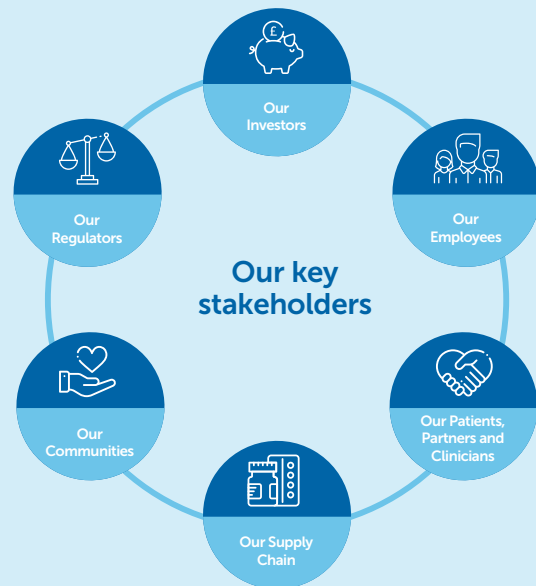 £
Our
Investors
Our
Employees
Our Patients,
Partners and
Clinicians
Our Supply
Chain
Our
Communities
Our
Regulators
Our key
stakeholders